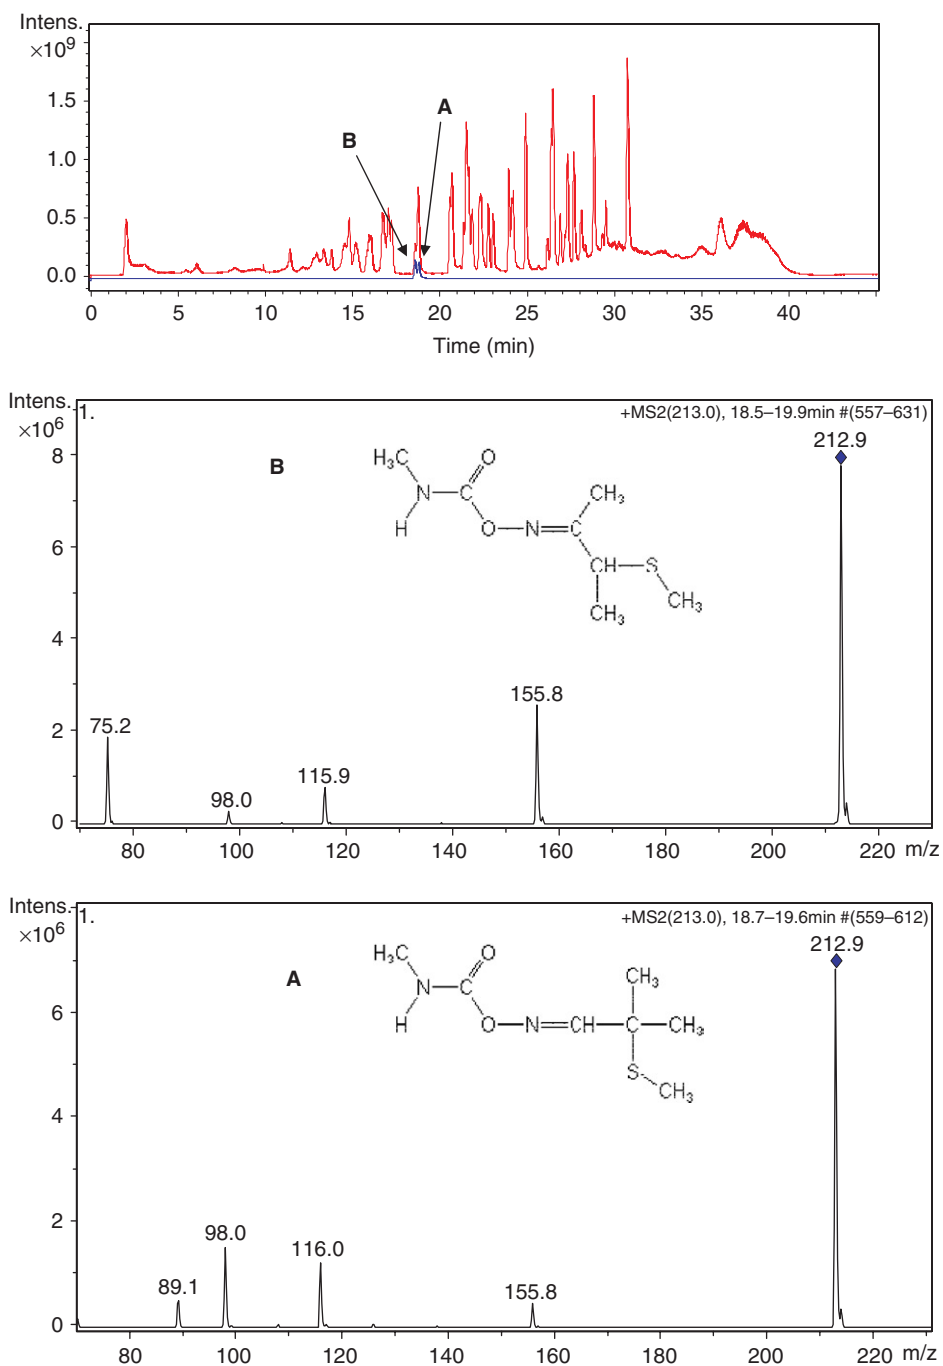 Intens.
×10⁹
1.5
1.0
0.5
0.0
B
A
0 5 10 15 20 25 30 35 40
Time (min)
Intens.
×10⁶
1.
+MS2(213.0), 18.5–19.9min #(557–631)
212.9
B
H₃C
O
N
C
CH₃
H
O
N
C
CH
S
CH₃
CH₃
8
6
4
2
0
155.8
75.2
115.9
98.0
80 100 120 140 160 180 200 220 m/z
Intens.
×10⁶
1.
+MS2(213.0), 18.7–19.6min #(559–612)
212.9
A
H₃C
O
CH₃
N
C
H
O
N
CH
C
CH₃
S
CH₃
6
4
2
0
98.0
116.0
89.1
155.8
80 100 120 140 160 180 200 220 m/z